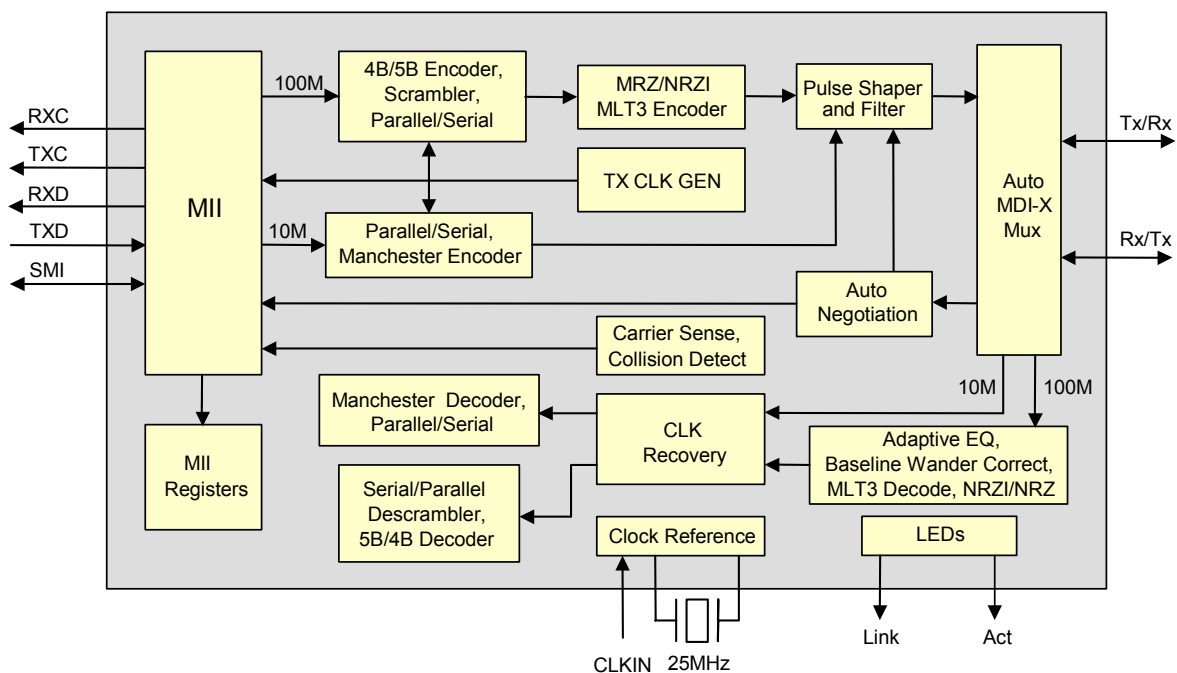 RXC
TXC
RXD
TXD
SMI
MII
100M
4B/5B Encoder,
Scrambler,
Parallel/Serial
MRZ/NRZI
MLT3 Encoder
Pulse Shaper
and Filter
Auto
MDI-X
Mux
Tx/Rx
Rx/Tx
TX CLK GEN
10M
Parallel/Serial,
Manchester Encoder
Auto
Negotiation
Carrier Sense,
Collision Detect
10M
100M
Manchester Decoder,
Parallel/Serial
CLK
Recovery
Adaptive EQ,
Baseline Wander Correct,
MLT3 Decode, NRZI/NRZ
MII
Registers
Serial/Parallel
Descrambler,
5B/4B Decoder
Clock Reference
LEDs
CLKIN
25MHz
Link
Act